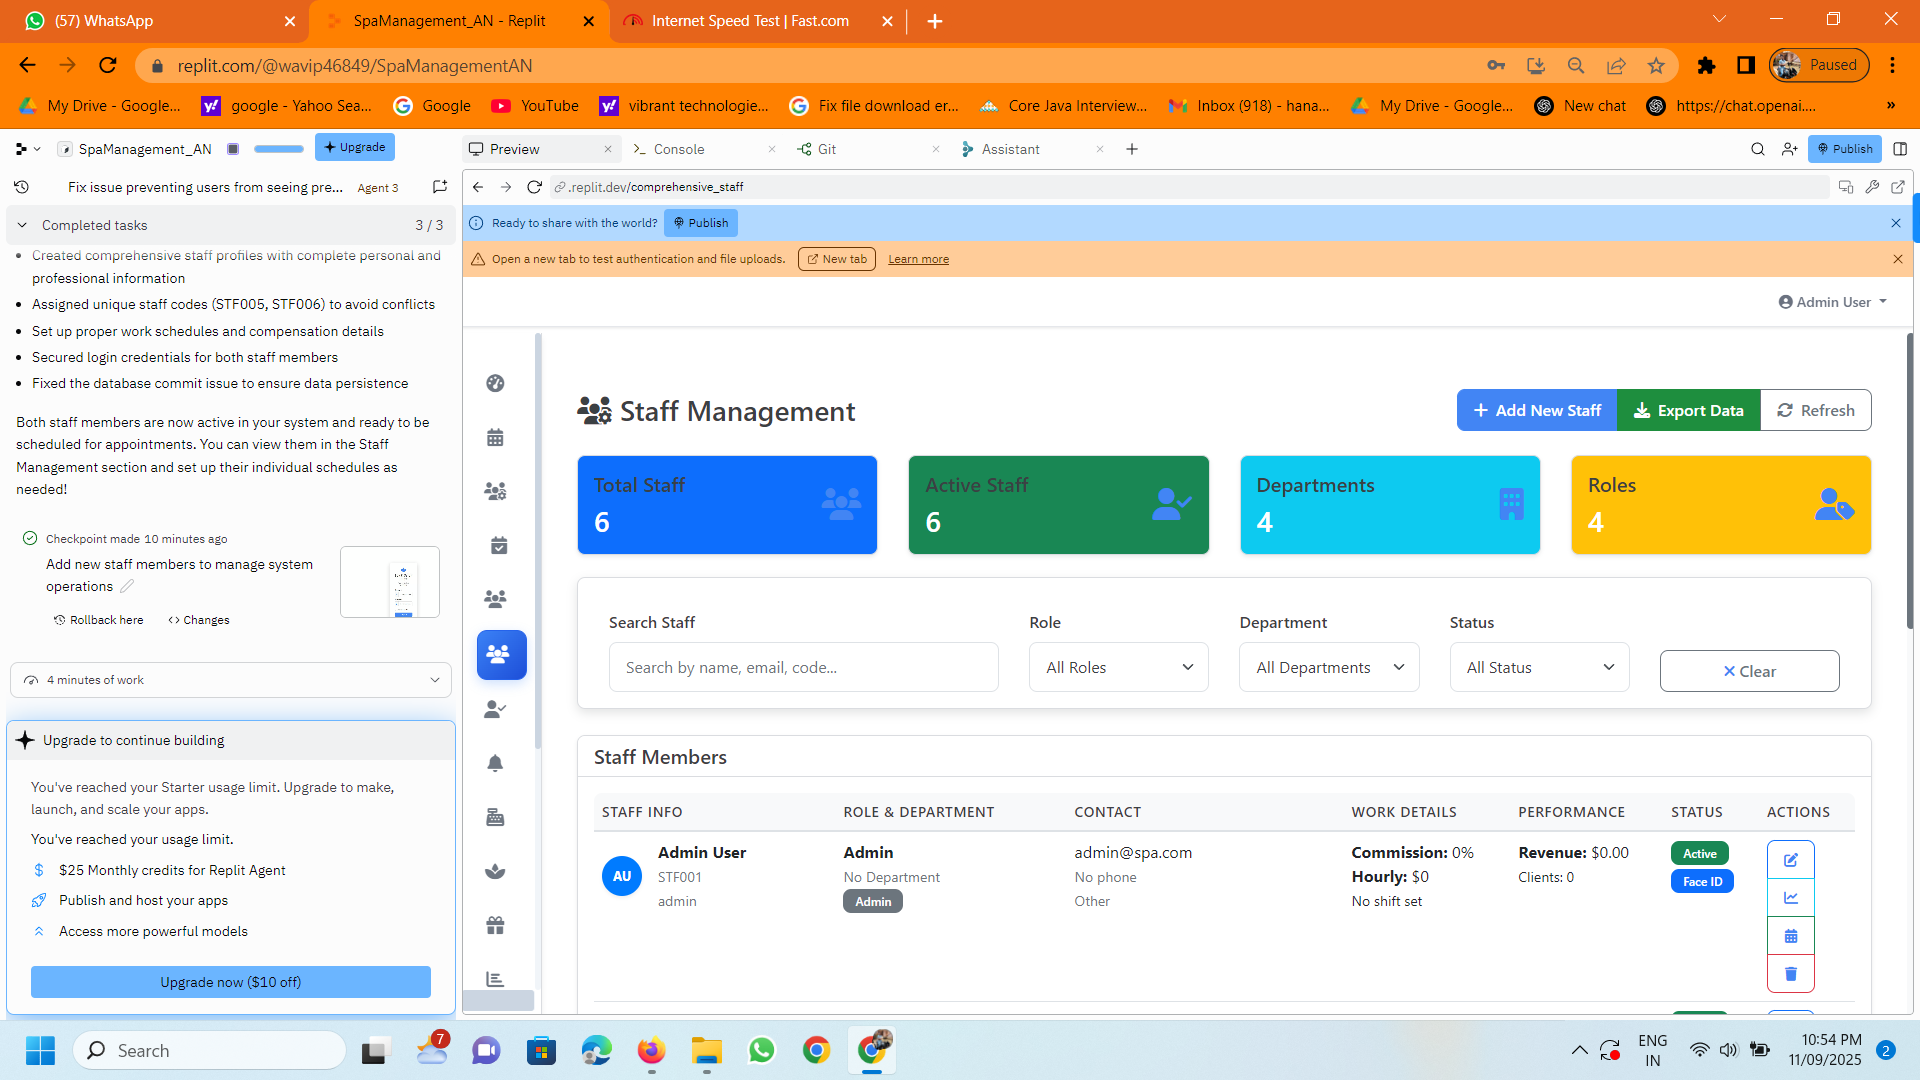 (57) WhatsApp
SpaManagement_AN - Replit
Internet Speed Test | Fast.com
replit.com/@wavip46849/SpaManagementAN
Paused
My Drive - Google...
google - Yahoo Sea...
Google
YouTube
vibrant technologie...
Fix file download er...
Core Java Interview...
Inbox (918) - hana...
My Drive - Google...
New chat
https://chat.openai....
»
SpaManagement_AN
Upgrade
Preview
Console
Git
Assistant
Publish
Fix issue preventing users from seeing pre...
Agent 3
Completed tasks
3 / 3
Created comprehensive staff profiles with complete personal and
professional information
Assigned unique staff codes (STF005, STF006) to avoid conflicts
Set up proper work schedules and compensation details
Secured login credentials for both staff members
Fixed the database commit issue to ensure data persistence
Both staff members are now active in your system and ready to be
scheduled for appointments. You can view them in the Staff
Management section and set up their individual schedules as
needed!
Checkpoint made 10 minutes ago
Add new staff members to manage system
operations
Rollback here
Changes
4 minutes of work
Upgrade to continue building
You've reached your Starter usage limit. Upgrade to make,
launch, and scale your apps.
You've reached your usage limit.
$25 Monthly credits for Replit Agent
Publish and host your apps
Access more powerful models
Upgrade now ($10 off)
.replit.dev/comprehensive_staff
Ready to share with the world?
Publish
Open a new tab to test authentication and file uploads.
New tab
Learn more
Admin User
Staff Management
Add New Staff
Export Data
Refresh
Total Staff
6
Active Staff
6
Departments
4
Roles
4
Search Staff
Role
Department
Status
Search by name, email, code...
All Roles
All Departments
All Status
Clear
Staff Members
STAFF INFO
ROLE & DEPARTMENT
CONTACT
WORK DETAILS
PERFORMANCE
STATUS
ACTIONS
AU
Admin User
STF001
admin
Admin
No Department
Admin
admin@spa.com
No phone
Other
Commission: 0%
Hourly: $0
No shift set
Revenue: $0.00
Clients: 0
Active
Face ID
Search
7
ENG
IN
10:54 PM
11/09/2025
2